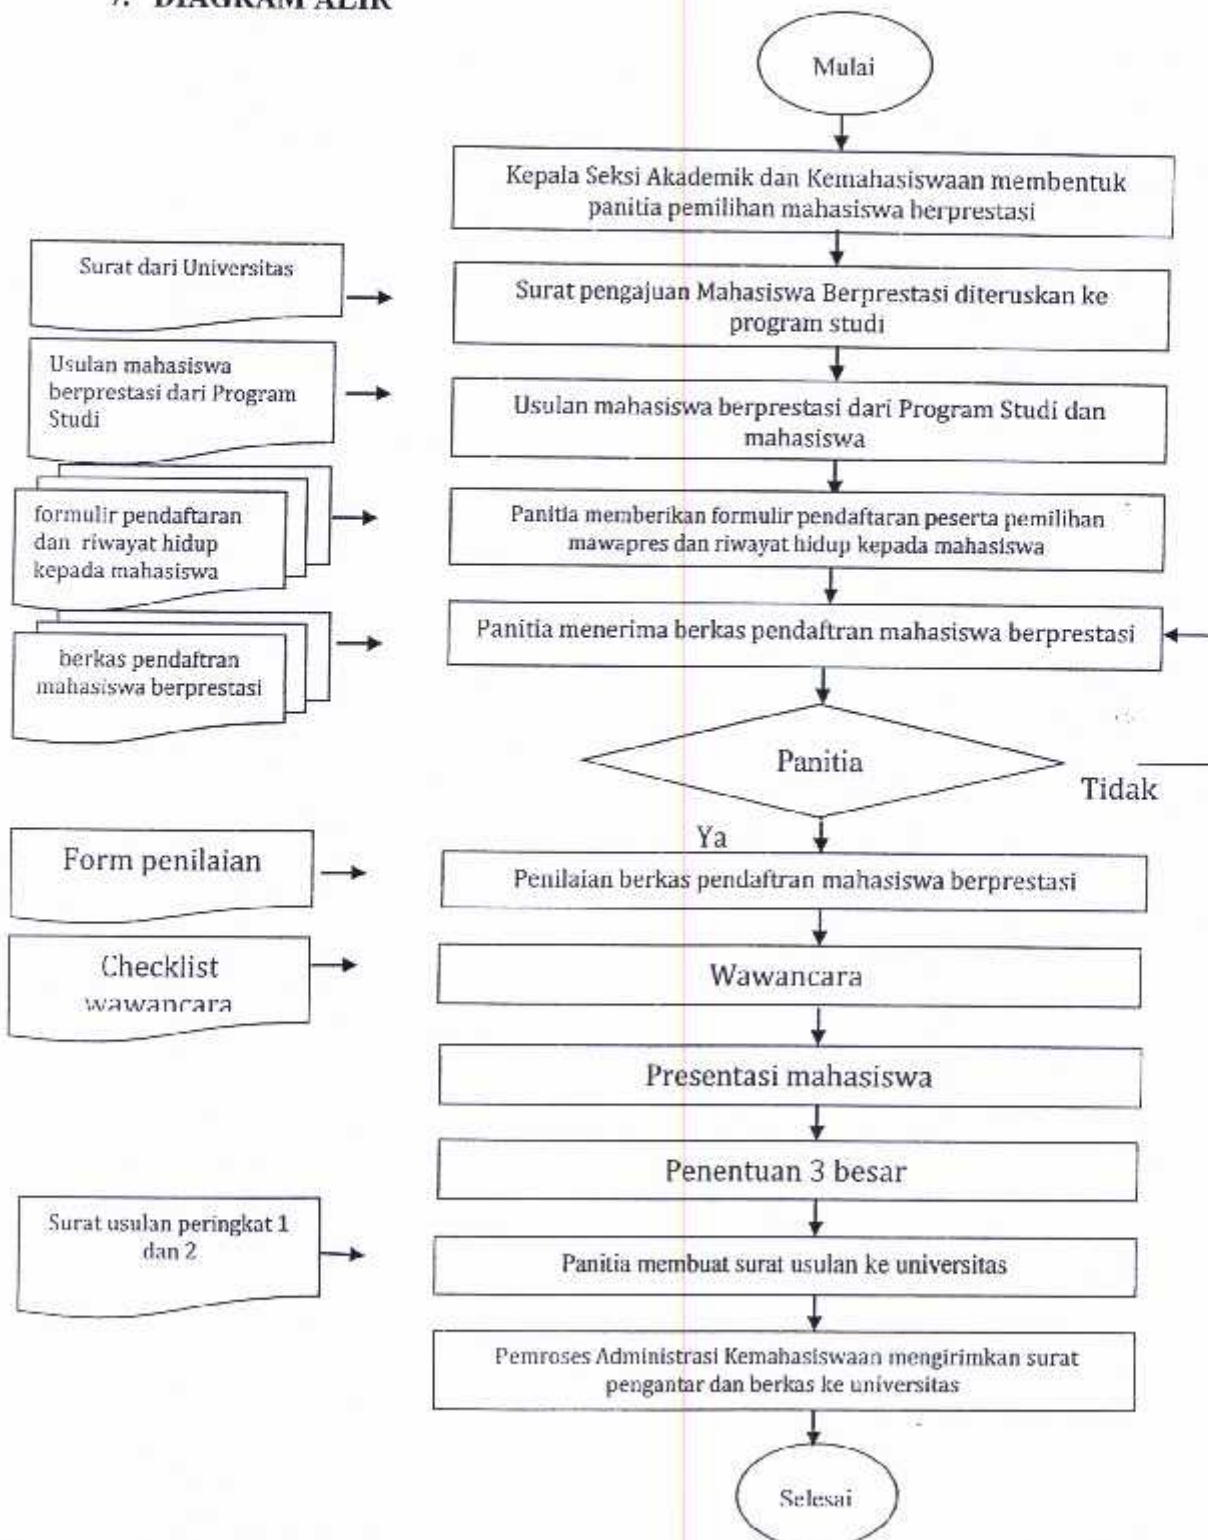 7. DIAGRAM ALIR
Mulai
Kepala Seksi Akademik dan Kemahasiswaan membentuk
panitia pemilihan mahasiswa berprestasi
Surat dari Universitas
Surat pengajuan Mahasiswa Berprestasi diteruskan ke
program studi
Usulan mahasiswa
berprestasi dari Program
Studi
Usulan mahasiswa berprestasi dari Program Studi dan
mahasiswa
formulir pendaftaran
dan riwayat hidup
kepada mahasiswa
Panitia memberikan formulir pendaftaran peserta pemilihan
mawapres dan riwayat hidup kepada mahasiswa
berkas pendaftran
mahasiswa berprestasi
Panitia menerima berkas pendaftran mahasiswa berprestasi
Panitia
Tidak
Ya
Form penilaian
Penilaian berkas pendaftran mahasiswa berprestasi
Checklist
wawancara
Wawancara
Presentasi mahasiswa
Penentuan 3 besar
Surat usulan peringkat 1
dan 2
Panitia membuat surat usulan ke universitas
Pemroses Administrasi Kemahasiswaan mengirimkan surat
pengantar dan berkas ke universitas
Selesai